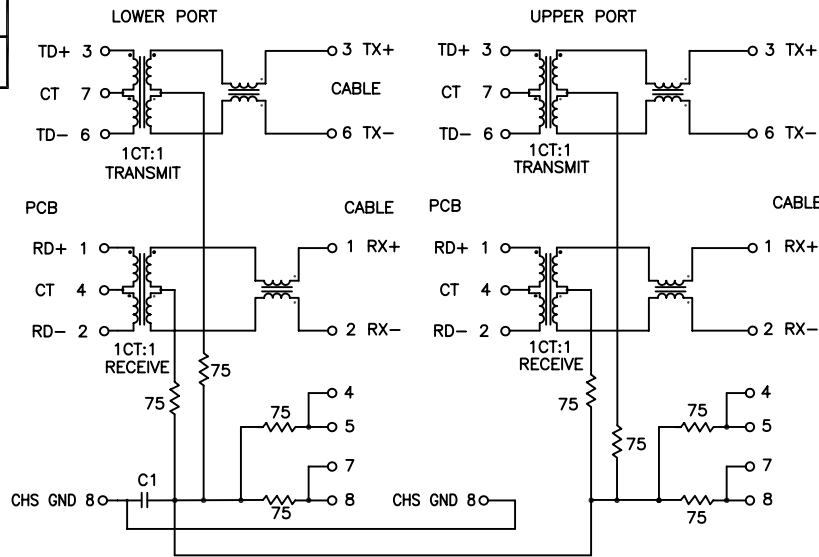 LOWER PORT
UPPER PORT
TD+ 3
3 TX+
TD+ 3
3 TX+
CT 7
CABLE
CT 7
TD- 6
6 TX-
TD- 6
6 TX-
1CT:1
TRANSMIT
1CT:1
TRANSMIT
PCB
CABLE
PCB
CABLE
RD+ 1
1 RX+
RD+ 1
1 RX+
CT 4
CT 4
RD- 2
2 RX-
RD- 2
2 RX-
1CT:1
RECEIVE
1CT:1
RECEIVE
75
75
75
4
75
5
75
75
4
5
7
7
C1
CHS GND 8
8
75
CHS GND 8
8
75